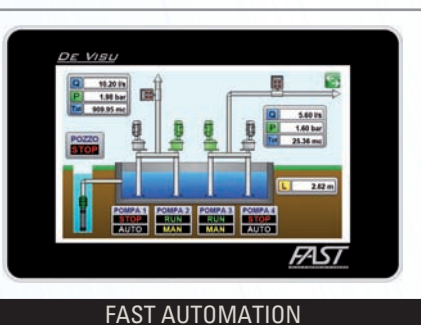 DE VISU
Q 10.20 l/s
P 1.98 bar
Tot 909.95 mc
Q 5.60 l/s
P 1.60 bar
Tot 25.36 mc
POZZO
STOP
L 2.62 m
POMPA 1 POMPA 2 POMPA 3 POMPA 4
STOP RUN RUN STOP
AUTO MAN MAN AUTO
FAST
FAST AUTOMATION